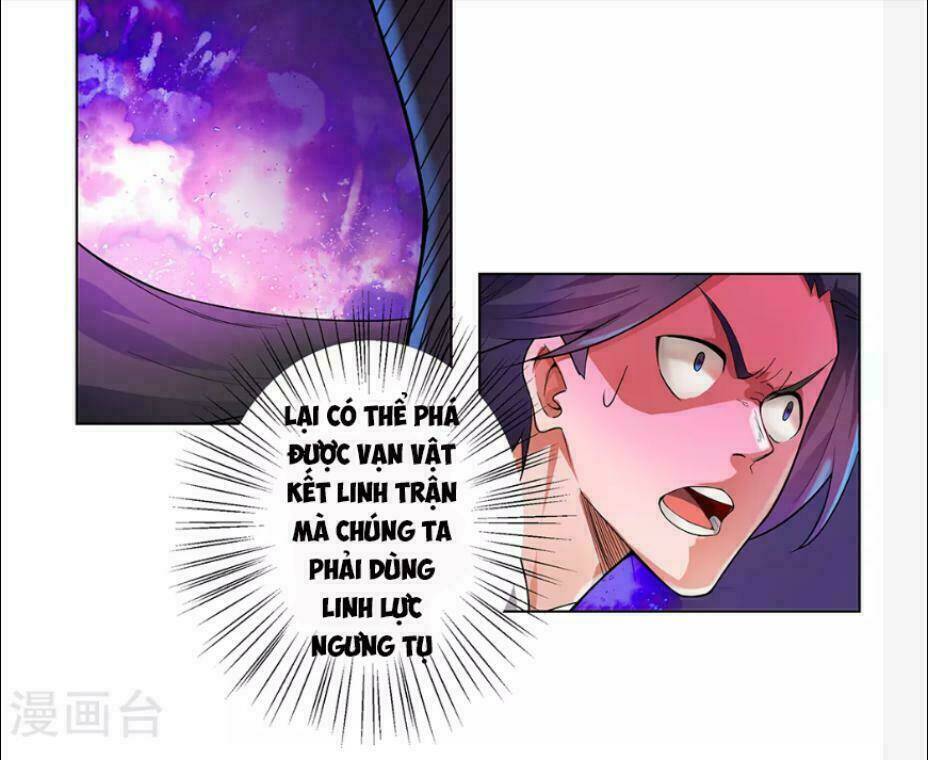 LẠI CÓ THỂ PHÁ
ĐƯỢC VẠN VẬT
KẾT LINH TRẬN
MÀ CHÚNG TA
PHẢI DÙNG
LINH LỰC
NGƯNG TỤ
漫画台